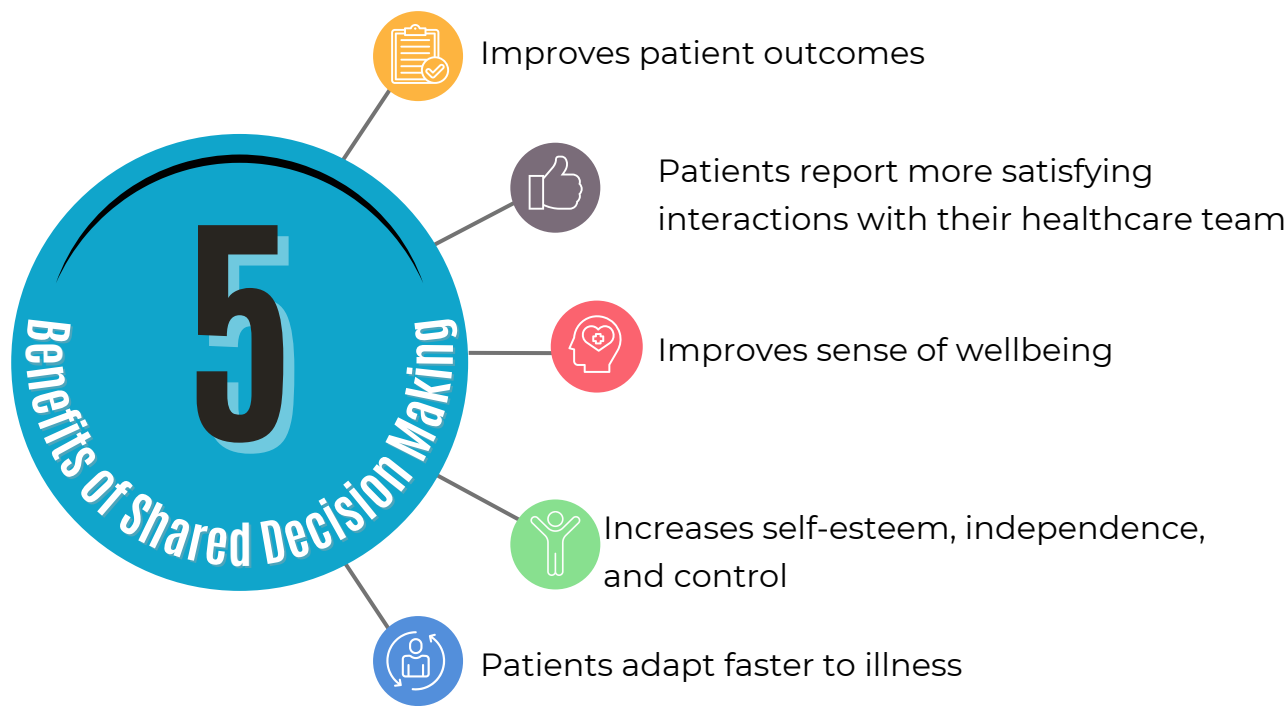 5
Benefits of Shared Decision Making
Improves patient outcomes
Patients report more satisfying
interactions with their healthcare team
Improves sense of wellbeing
Increases self-esteem, independence,
and control
Patients adapt faster to illness